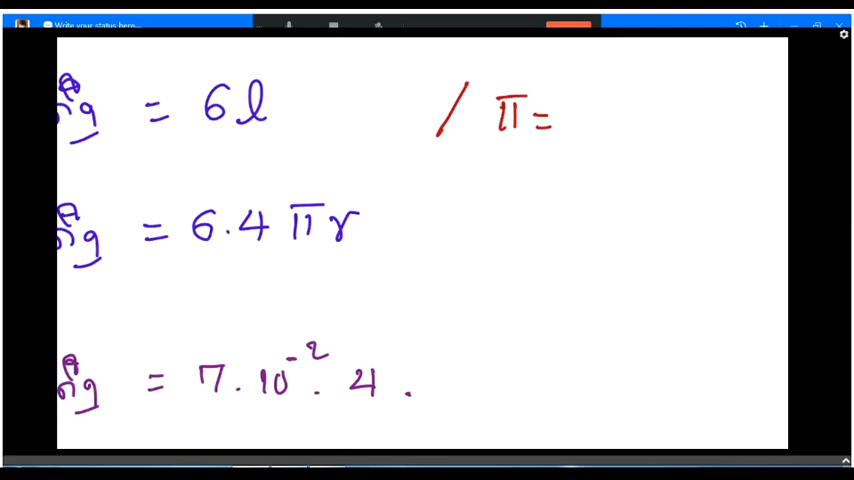 Write your status here...
= 6l / π =
= 6.4 πr
= 7.10⁻². 4 .